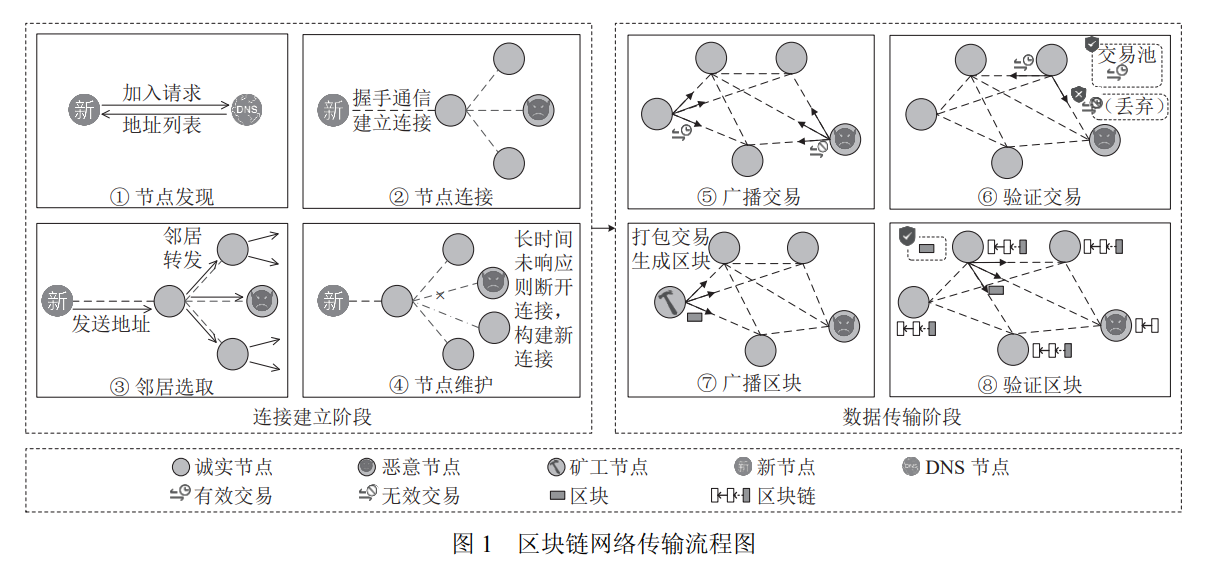 新
加入请求
地址列表
DNS
① 节点发现
新
握手通信
建立连接
② 节点连接
邻居
转发
新
发送地址
③ 邻居选取
新
长时间
未响应
则断开
连接，
构建新
连接
④ 节点维护
连接建立阶段
⑤ 广播交易
交易池
（丢弃）
⑥ 验证交易
打包交易
生成区块
⑦ 广播区块
⑧ 验证区块
数据传输阶段
诚实节点
恶意节点
矿工节点
新 新节点
DNS DNS 节点
有效交易
无效交易
区块
区块链
图 1 区块链网络传输流程图